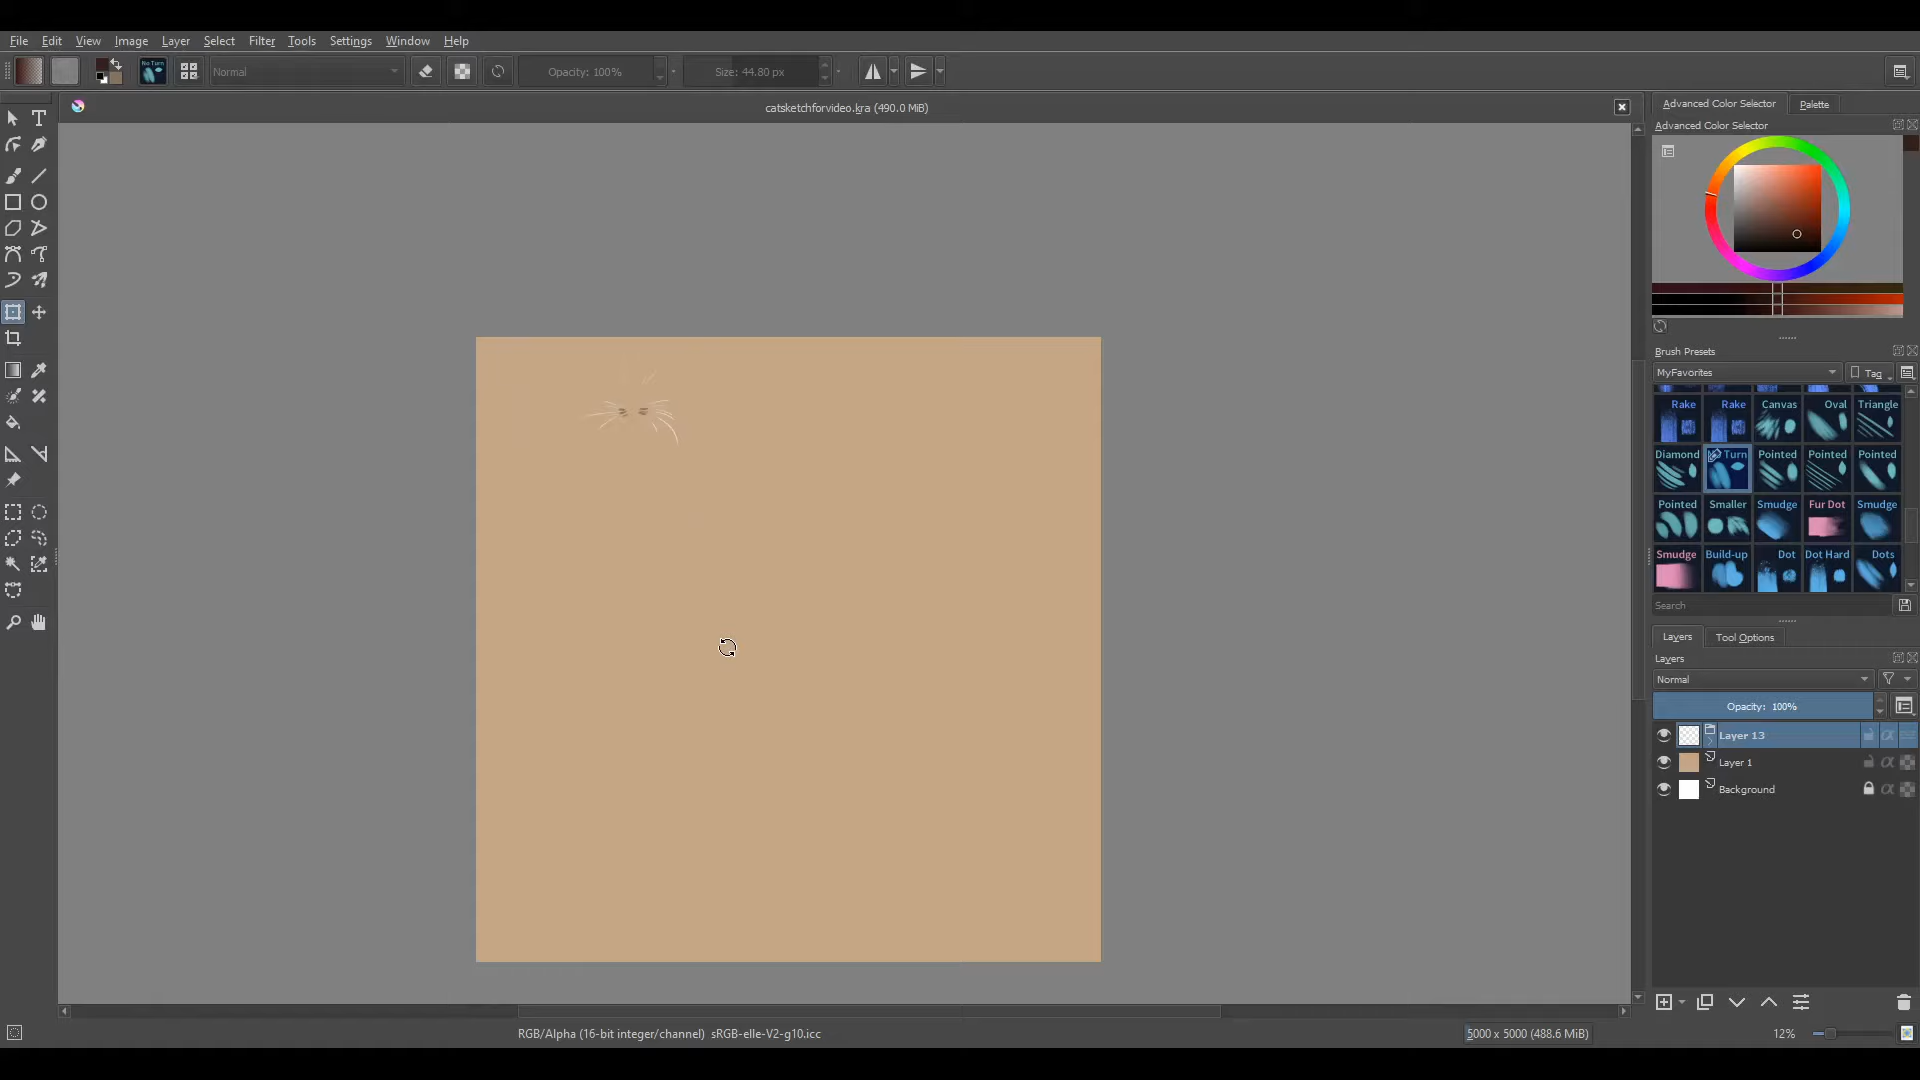 File Edit View Image Layer Select Filter Tools Settings Window Help
No Turn
Normal
Opacity: 100%
Size: 44.80 px
catsketchforvideo.kra (490.0 MiB)
Advanced Color Selector
Palette
Advanced Color Selector
Brush Presets
MyFavorites
Tag
Rake Rake Canvas Oval Triangle
Diamond Turn Pointed Pointed Pointed
Pointed Smaller Smudge Fur Dot Smudge
Smudge Build-up Dot Dot Hard Dots
Search
Layers
Tool Options
Layers
Normal
Opacity: 100%
Layer 13
Layer 1
Background
RGB/Alpha (16-bit integer/channel) sRGB-elle-V2-g10.icc
5000 x 5000 (488.6 MiB)
12%